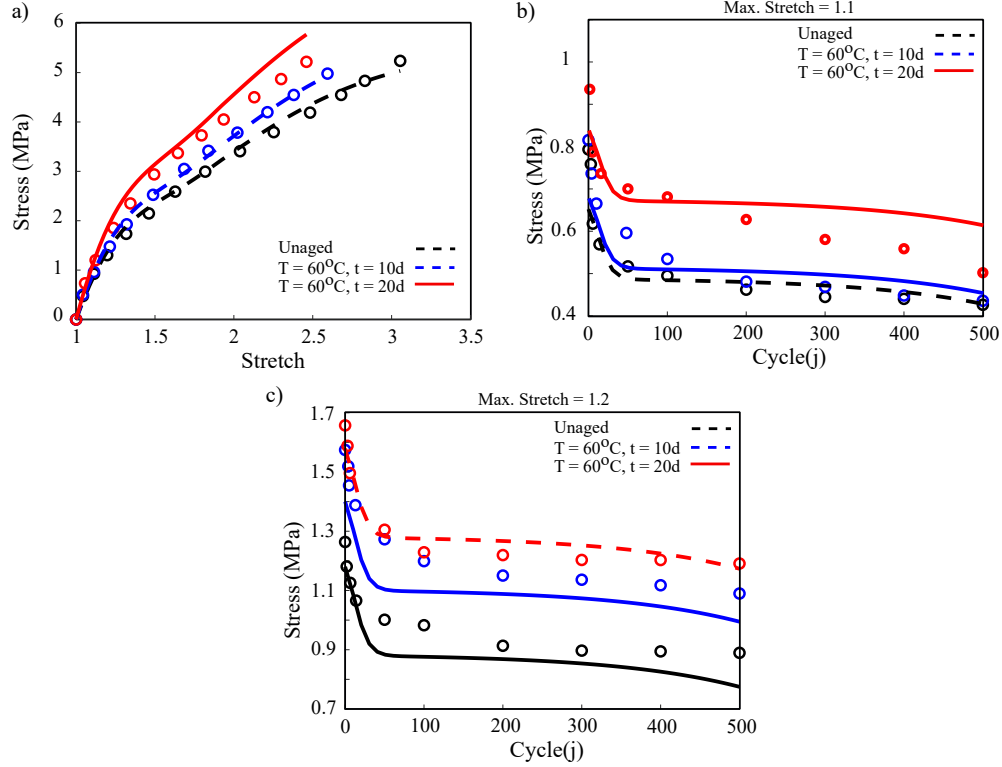 a)
6
5
4
3
2
1
0
Stress (MPa)
Unaged
T = 60°C, t = 10d
T = 60°C, t = 20d
1 1.5 2 2.5 3 3.5
Stretch
b)
Max. Stretch = 1.1
1
0.8
0.6
0.4
Stress (MPa)
Unaged
T = 60°C, t = 10d
T = 60°C, t = 20d
0 100 200 300 400 500
Cycle(j)
c)
Max. Stretch = 1.2
1.7
1.5
1.3
1.1
0.9
0.7
Stress (MPa)
Unaged
T = 60°C, t = 10d
T = 60°C, t = 20d
0 100 200 300 400 500
Cycle(j)